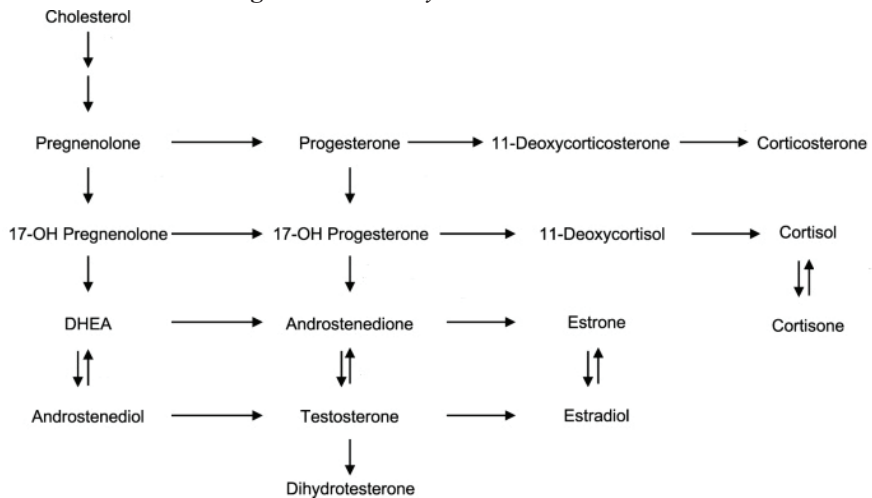 Cholesterol
Pregnenolone Progesterone 11-Deoxycorticosterone Corticosterone
17-OH Pregnenolone 17-OH Progesterone 11-Deoxycortisol Cortisol
DHEA Androstenedione Estrone Cortisone
Androstenediol Testosterone Estradiol
Dihydrotesterone